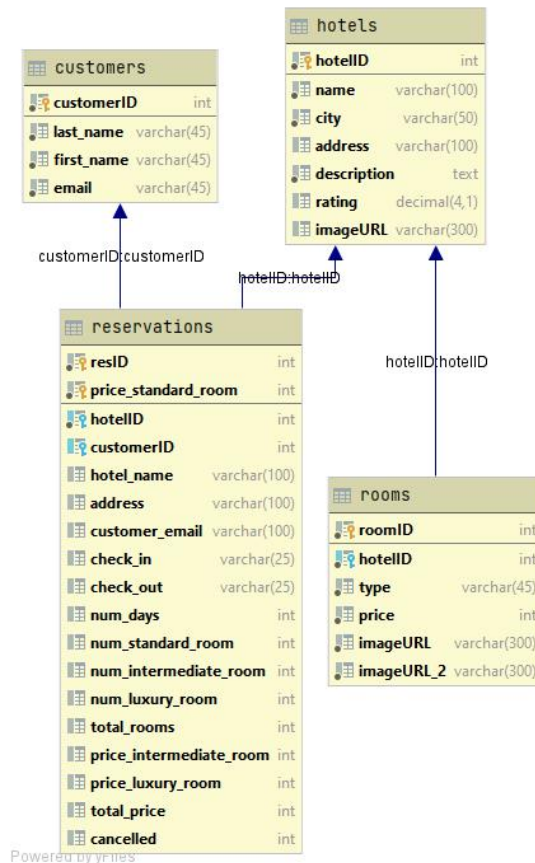 hotels
hotelID int
name varchar(100)
city varchar(50)
address varchar(100)
description text
rating decimal(4,1)
imageURL varchar(300)
customers
customerID int
last_name varchar(45)
first_name varchar(45)
email varchar(45)
customerID:customerID
hotelID:hotelID
hotelID:hotelID
reservations
resID int
price_standard_room int
hotelID int
customerID int
hotel_name varchar(100)
address varchar(100)
customer_email varchar(100)
check_in varchar(25)
check_out varchar(25)
num_days int
num_standard_room int
num_intermediate_room int
num_luxury_room int
total_rooms int
price_intermediate_room int
price_luxury_room int
total_price int
cancelled int
rooms
roomID int
hotelID int
type varchar(45)
price int
imageURL varchar(300)
imageURL_2 varchar(300)
Powered by yFiles